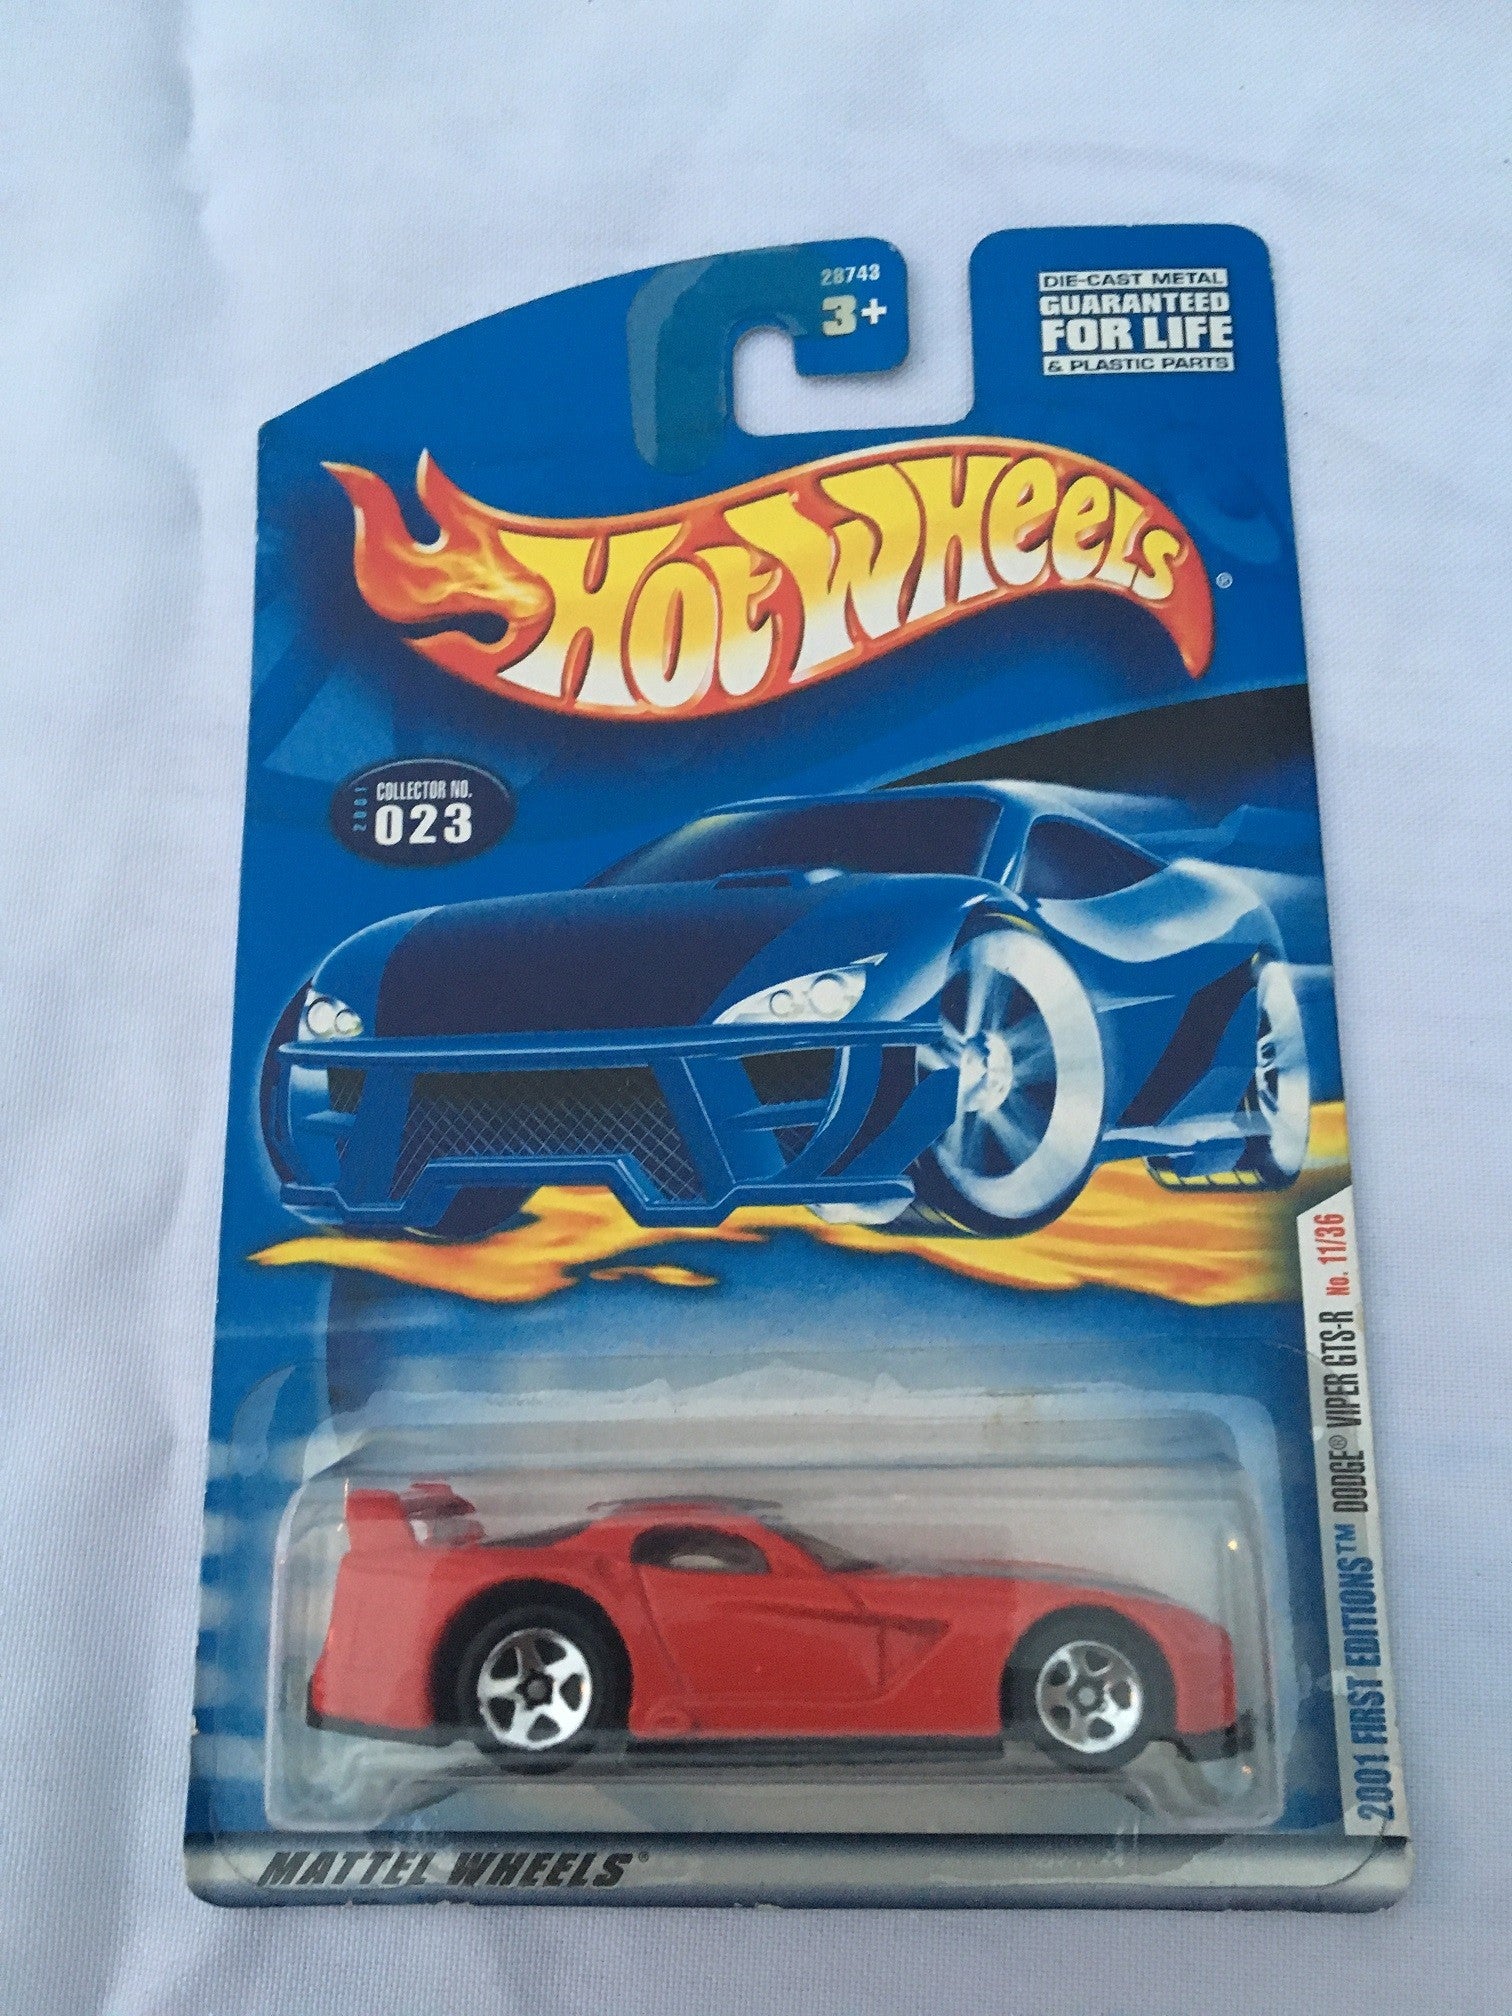 28743
3+
DIE-CAST METAL
GUARANTEED
FOR LIFE
& PLASTIC PARTS
HOT WHEELS®
2001
COLLECTOR NO.
023
2001 FIRST EDITIONS™ DODGE® VIPER GTS-R No. 11/36
MATTEL WHEELS®